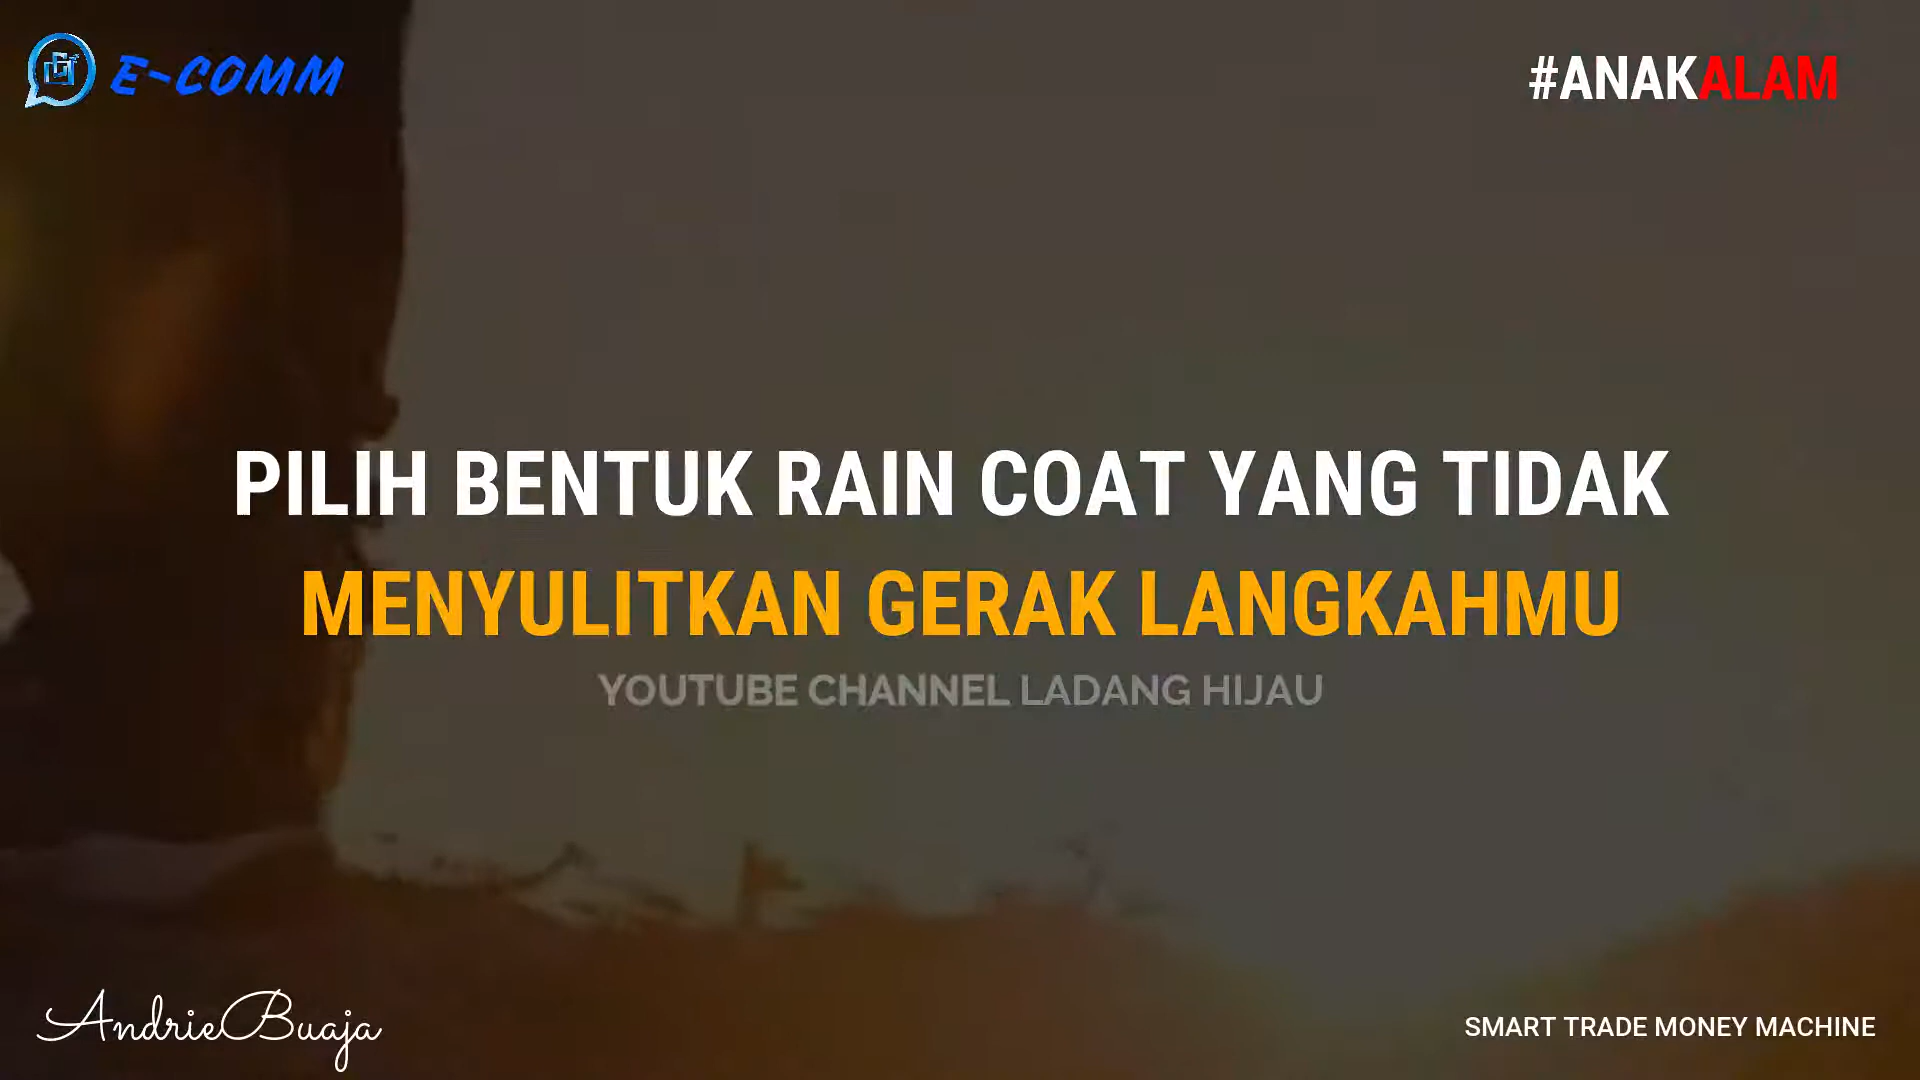 E-COMM
#ANAKALAM
PILIH BENTUK RAIN COAT YANG TIDAK
MENYULITKAN GERAK LANGKAHMU
YOUTUBE CHANNEL LADANG HIJAU
AndrieBuaja
SMART TRADE MONEY MACHINE